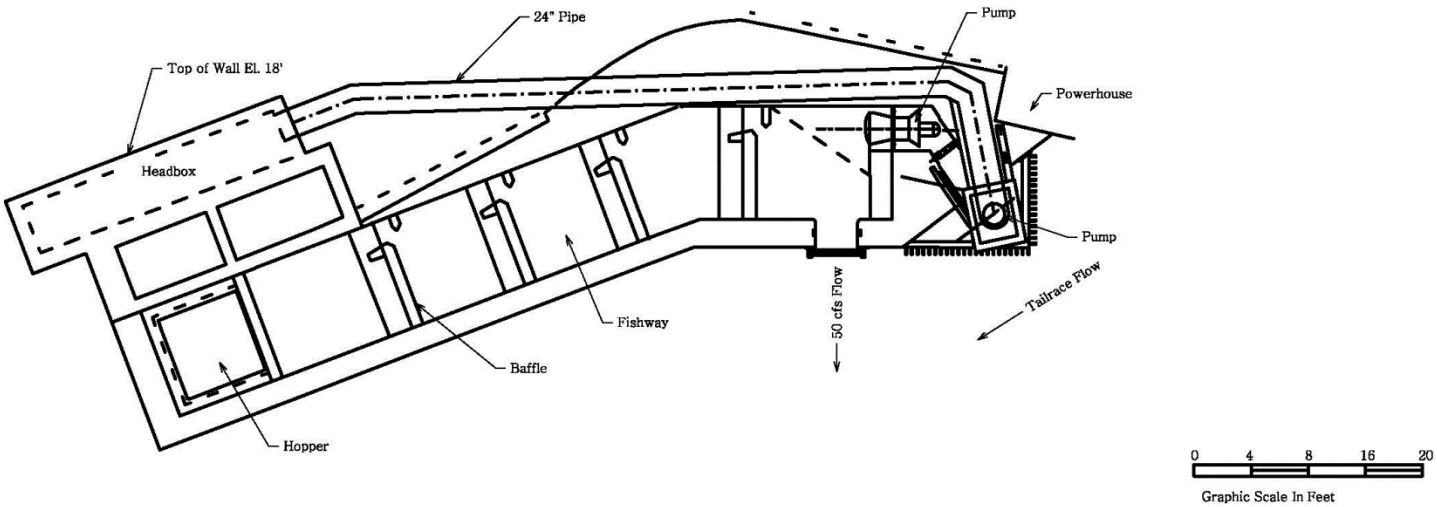 24" Pipe
Pump
Top of Wall El. 18'
Powerhouse
Headbox
Pump
Tailrace Flow
50 cfs Flow
Fishway
Baffle
Hopper
0 4 8 16 20
Graphic Scale In Feet